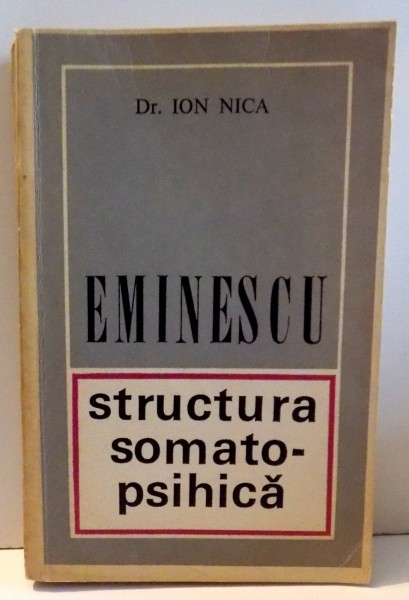 Dr. ION NICA
EMINESCU
structura
somato-
psihică